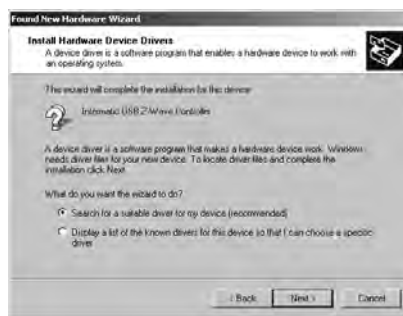 Found New Hardware Wizard
Install Hardware Device Drivers
A device driver is a software program that enables a hardware device to work with
an operating system.
This wizard will complete the installation for this device:
Intermatic USB Z-Wave Controller
A device driver is a software program that makes a hardware device work. Windows
needs driver files for your new device. To locate driver files and complete the
installation click Next.
What do you want the wizard to do?
Search for a suitable driver for my device (recommended)
Display a list of the known drivers for this device so that I can choose a specific
driver
< Back
Next >
Cancel